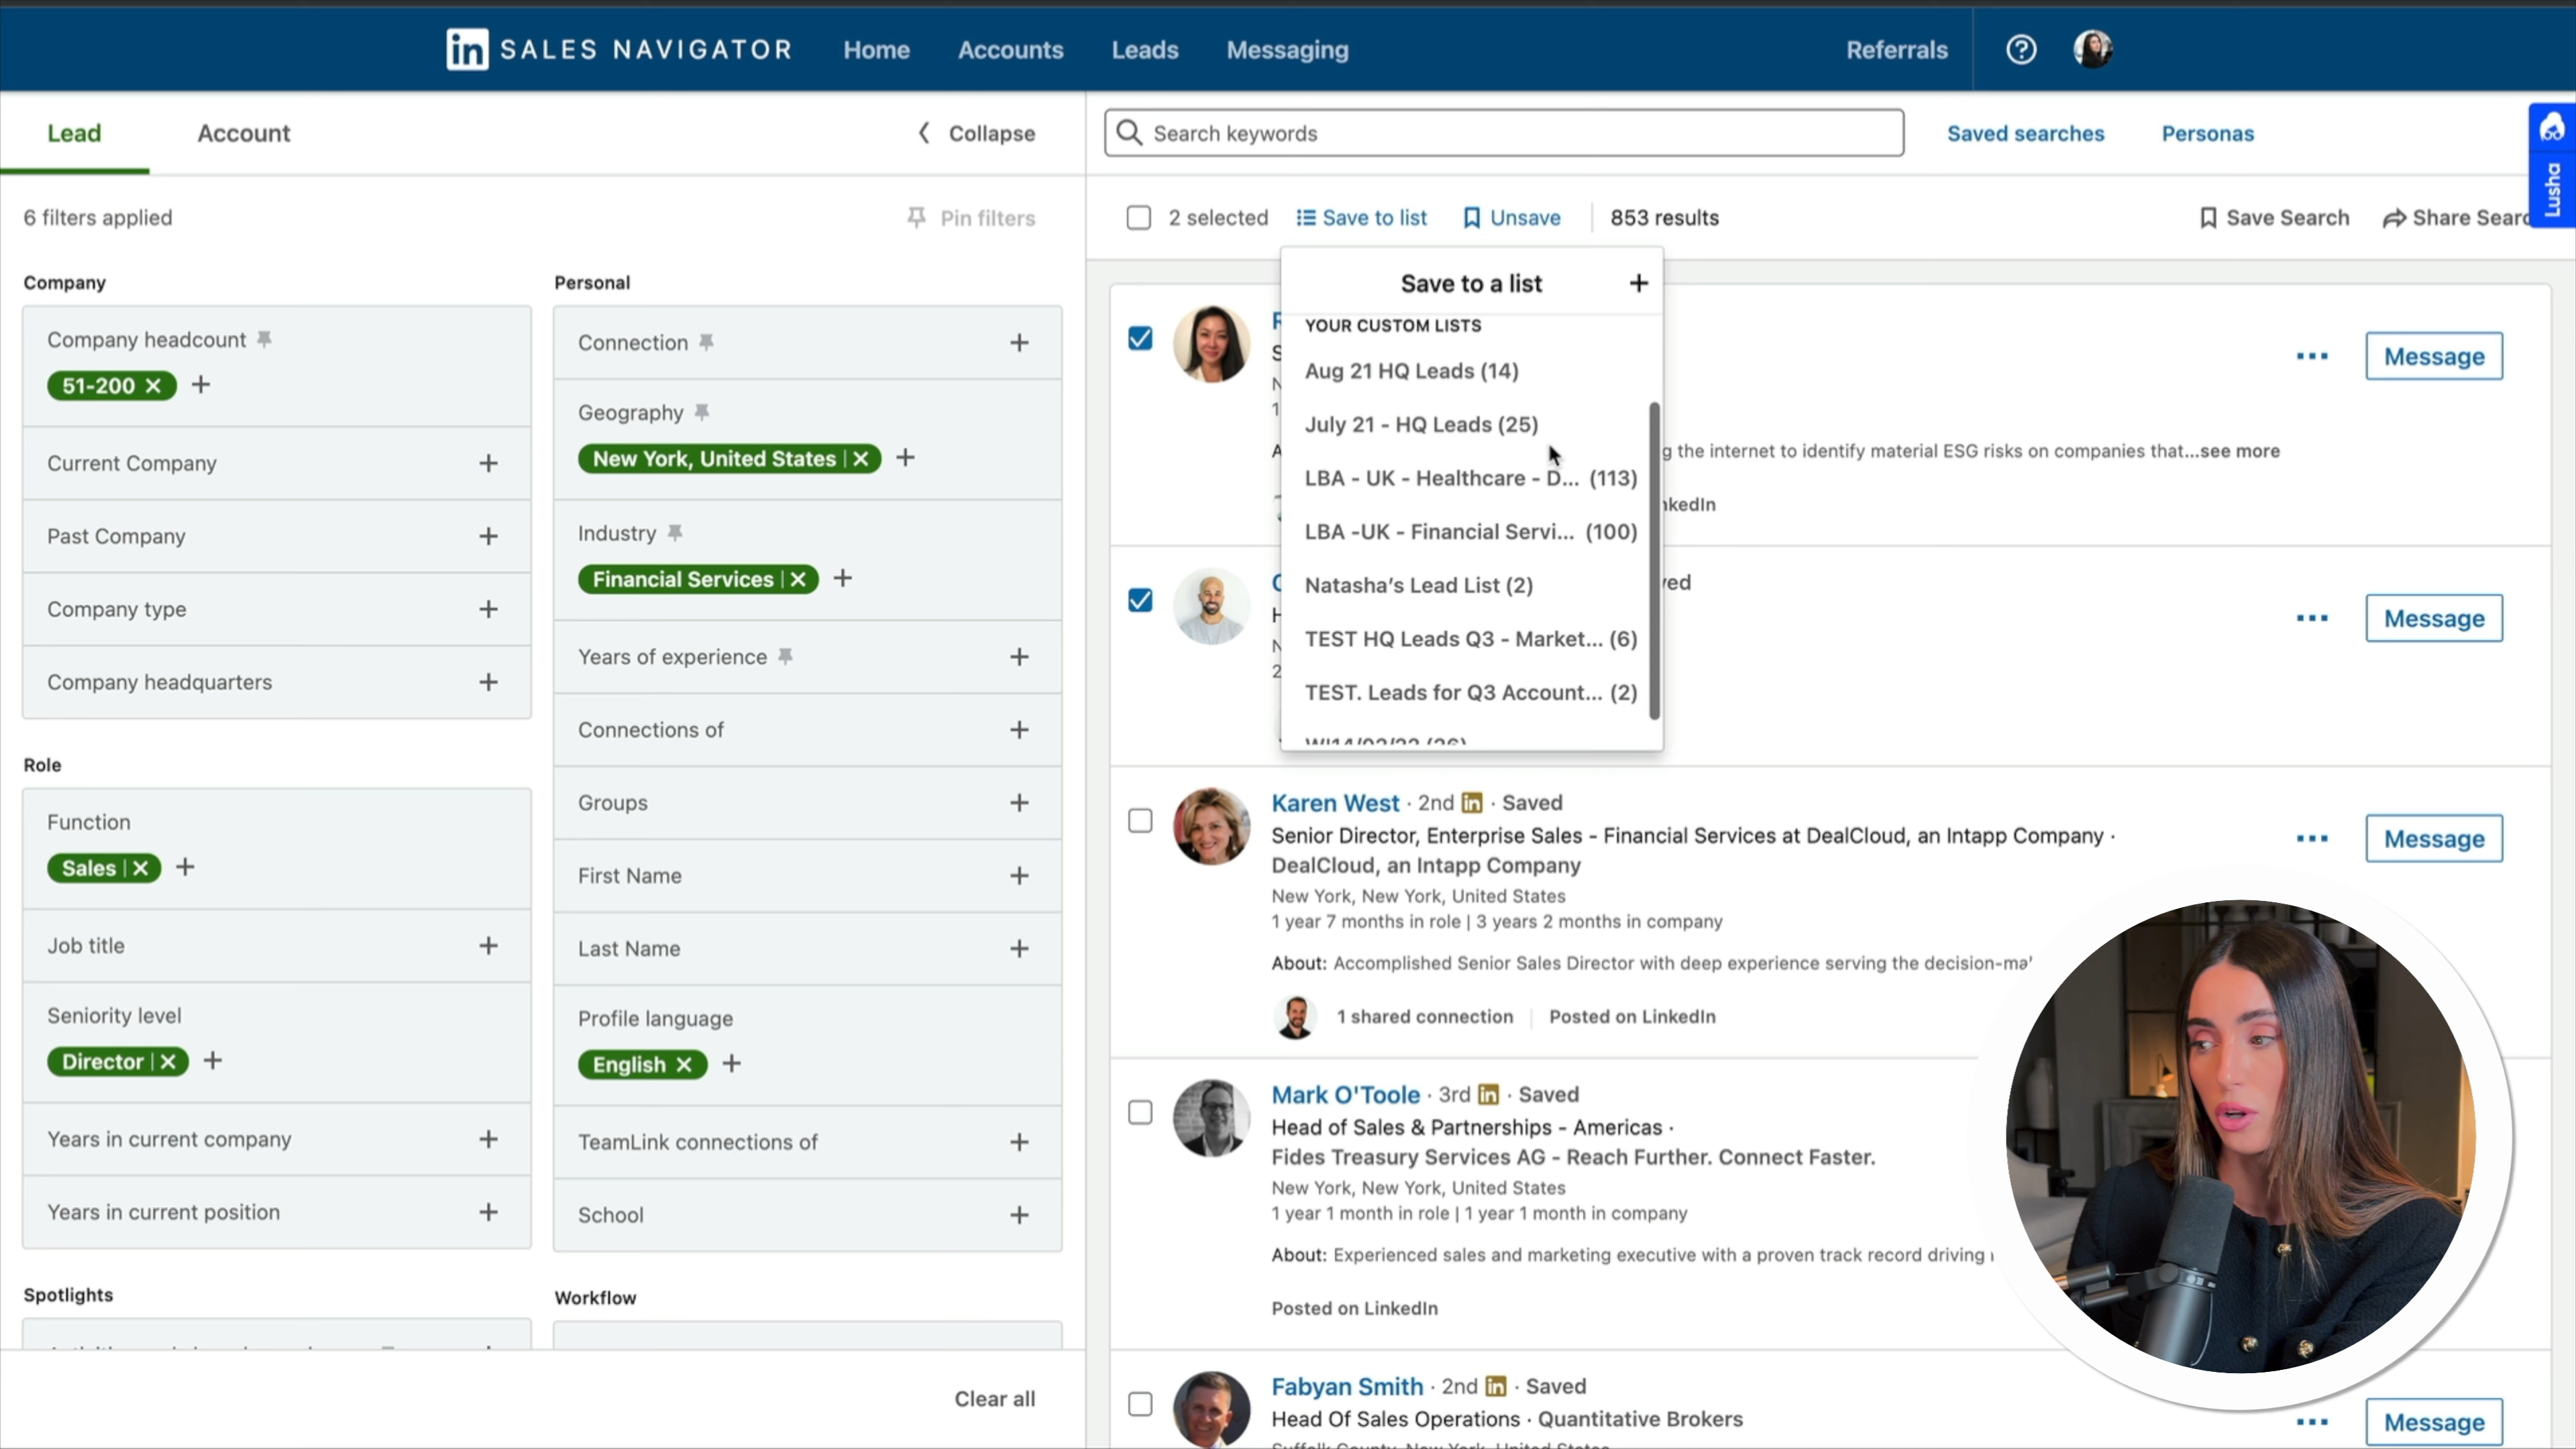 in SALES NAVIGATOR
Home
Accounts
Leads
Messaging
Referrals
Lead
Account
Collapse
6 filters applied
Pin filters
Company
Company headcount
51-200
Current Company
Past Company
Company type
Company headquarters
Role
Function
Sales
Job title
Seniority level
Director
Years in current company
Years in current position
Spotlights
Personal
Connection
Geography
New York, United States
Industry
Financial Services
Years of experience
Connections of
Groups
First Name
Last Name
Profile language
English
TeamLink connections of
School
Workflow
Clear all
Search keywords
Saved searches
Personas
Lusha
2 selected
Save to list
Unsave
853 results
Save Search
Share Searc
Save to a list +
YOUR CUSTOM LISTS
Aug 21 HQ Leads (14)
July 21 - HQ Leads (25)
LBA - UK - Healthcare - D... (113)
LBA -UK - Financial Servi... (100)
Natasha's Lead List (2)
TEST HQ Leads Q3 - Market... (6)
TEST. Leads for Q3 Account... (2)
Message
g the internet to identify material ESG risks on companies that...see more
nkedIn
Message
Karen West · 2nd in · Saved
Senior Director, Enterprise Sales - Financial Services at DealCloud, an Intapp Company ·
DealCloud, an Intapp Company
New York, New York, United States
1 year 7 months in role | 3 years 2 months in company
About: Accomplished Senior Sales Director with deep experience serving the decision-ma
1 shared connection | Posted on LinkedIn
Message
Mark O'Toole · 3rd in · Saved
Head of Sales & Partnerships - Americas ·
Fides Treasury Services AG - Reach Further. Connect Faster.
New York, New York, United States
1 year 1 month in role | 1 year 1 month in company
About: Experienced sales and marketing executive with a proven track record driving
Posted on LinkedIn
Fabyan Smith · 2nd in · Saved
Head Of Sales Operations · Quantitative Brokers
Message